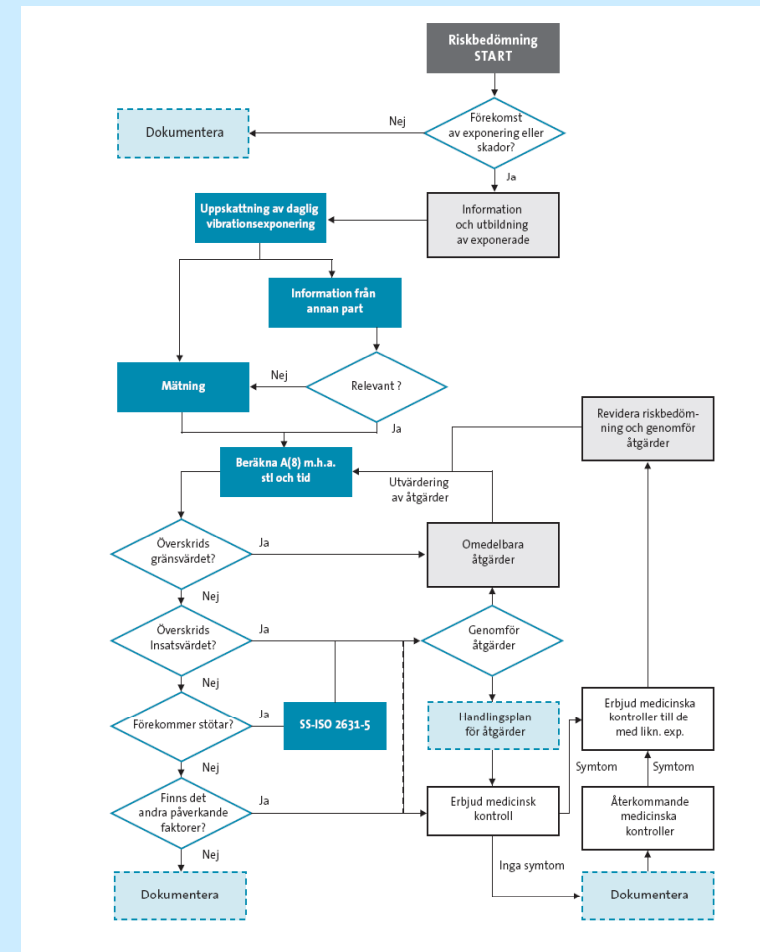 Riskbedömning
START
Förekomst
av exponering eller
skador?
Nej
Dokumentera
Ja
Information
och utbildning
av exponerade
Uppskattning av daglig
vibrationsexponering
Information från
annan part
Mätning
Nej
Relevant ?
Ja
Revidera riskbedöm-
ning och genomför
åtgärder
Beräkna A(8) m.h.a.
stl och tid
Utvärdering
av åtgärder
Överskrids
gränsvärdet?
Ja
Omedelbara
åtgärder
Nej
Överskrids
Insatsvärdet?
Ja
Genomför
åtgärder
Nej
Förekommer stötar?
Ja
SS-ISO 2631-5
Handlingsplan
för åtgärder
Erbjud medicinska
kontroller till de
med likn. exp.
Nej
Symtom
Symtom
Finns det
andra påverkande
faktorer?
Ja
Erbjud medicinsk
kontroll
Återkommande
medicinska
kontroller
Nej
Inga symtom
Dokumentera
Dokumentera